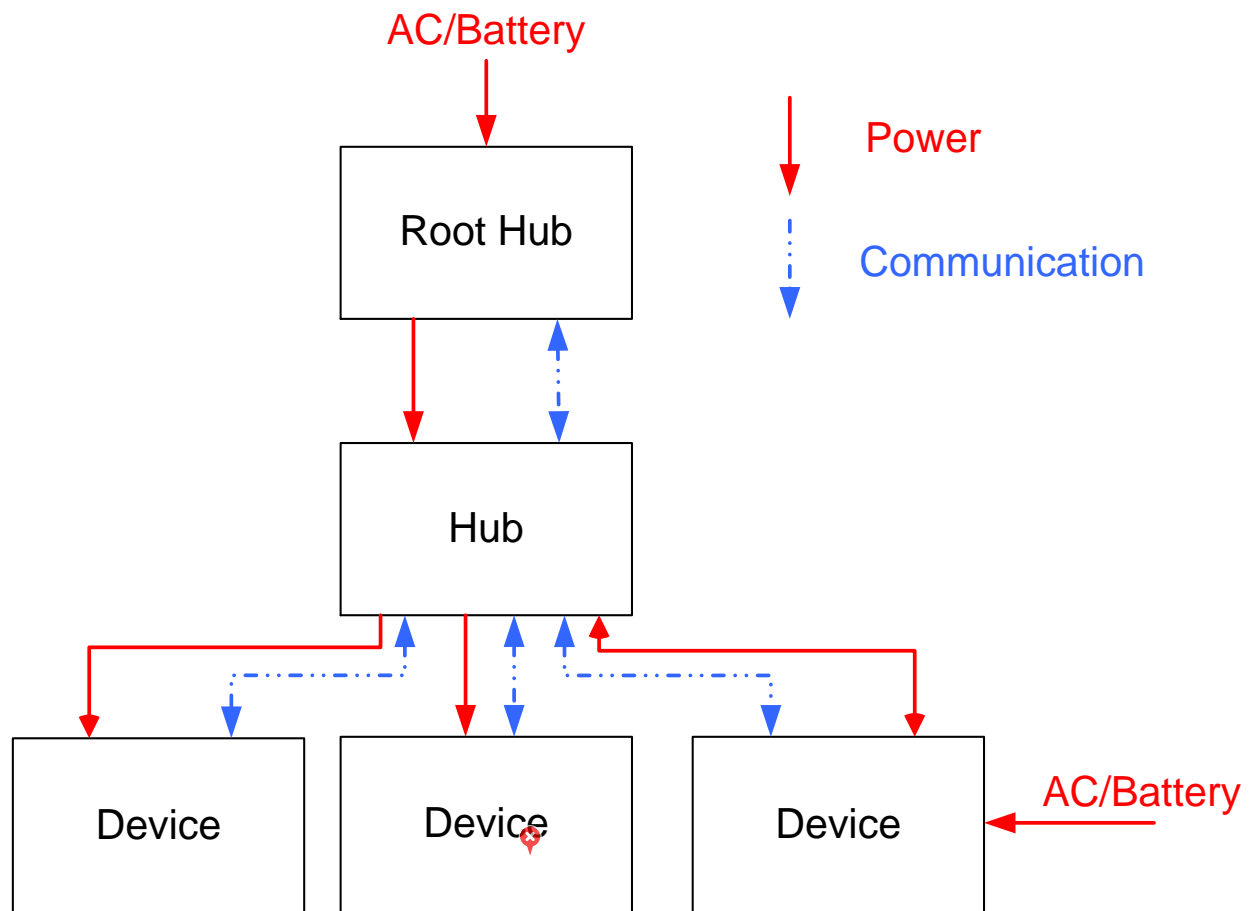 AC/Battery
Power
Root Hub
Communication
Hub
Device
Device
Device
AC/Battery